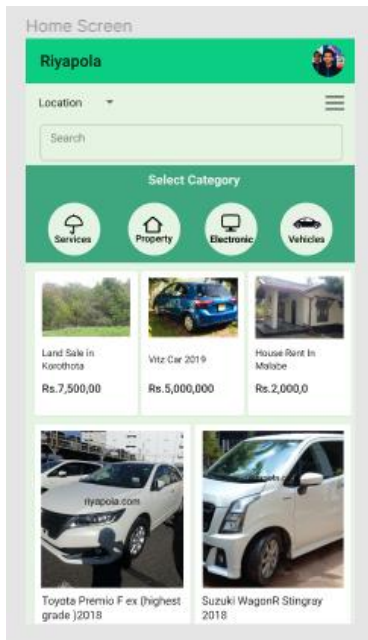 Home Screen
Riyapola
Location
Search
Select Category
Services Property Electronic Vehicles
Land Sale in
Korothota
Rs.7,500,00
Vitz Car 2019
Rs.5,000,000
House Rent In
Malabe
Rs.2,000,0
riyapola.com
Toyota Premio F ex (highest
grade )2018
Suzuki WagonR Stingray
2018